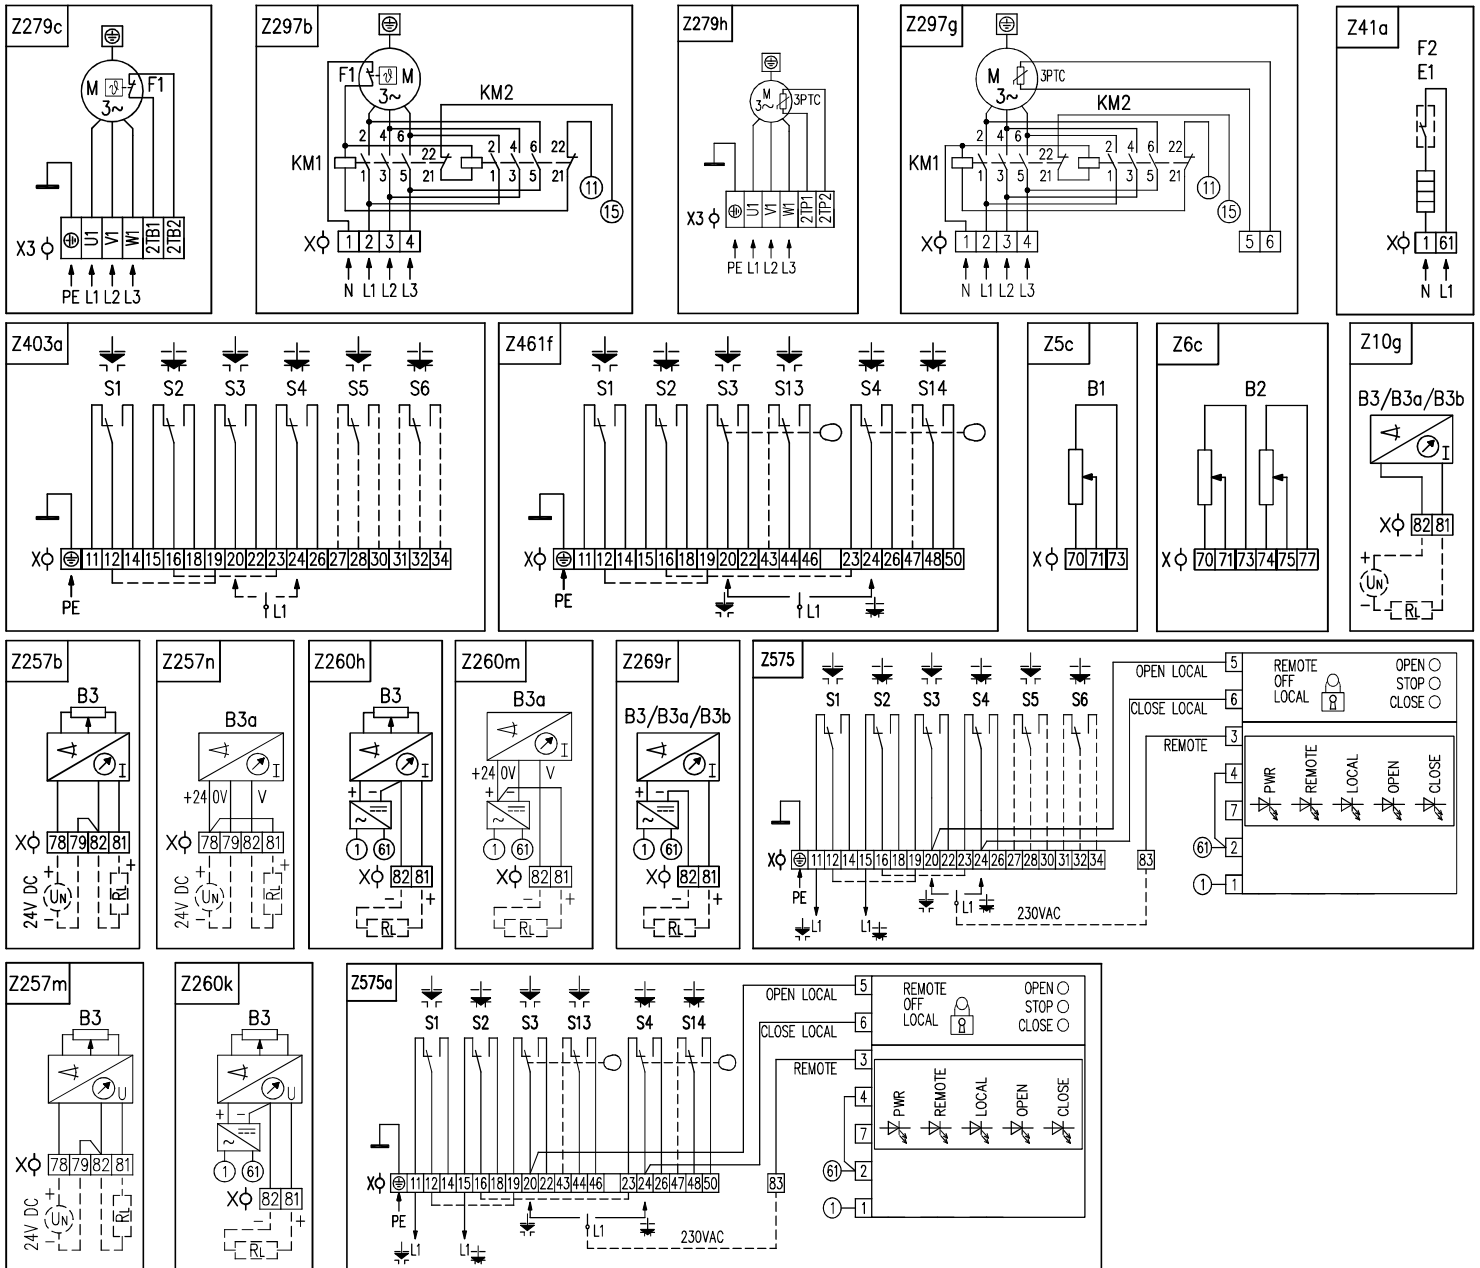 Z279c
M
3~
F1
X3
U1 V1 W1 2TB1 2TB2
PE L1 L2 L3
Z297b
F1 M
3~
KM2
2 4 6 22 2 4 6 22
KM1
1 3 5 21 1 3 5 21
11
15
X 1 2 3 4
N L1 L2 L3
Z279h
M
3~ 3PTC
X3 U1 V1 W1 2TP1 2TP2
PE L1 L2 L3
Z297g
M 3PTC
3~
KM2
2 4 6 22 2 4 6 22
KM1
1 3 5 21 1 3 5 21
11
15
X 1 2 3 4 5 6
N L1 L2 L3
Z41a
F2
E1
X 1 61
N L1
Z403a
S1 S2 S3 S4 S5 S6
X 11 12 14 15 16 18 19 20 22 23 24 26 27 28 30 31 32 34
PE L1
Z461f
S1 S2 S3 S13 S4 S14
X 11 12 14 15 16 18 19 20 22 43 44 46 23 24 26 47 48 50
PE L1
Z5c
B1
X 70 71 73
Z6c
B2
X 70 71 73 74 75 77
Z10g
B3/B3a/B3b
I
X 82 81
+
UN
–
RL
Z257b
B3
I
X 78 79 82 81
24V DC
+ UN –
RL +
Z257n
B3a
I
+24 0V V
X 78 79 82 81
24V DC
+ UN –
RL +
Z260h
B3
I
+ –
~
1 61
X 82 81
– +
RL
Z260m
B3a
I
+24 0V V
+ –
~
1 61
X 82 81
– +
RL
Z269r
B3/B3a/B3b
I
+ –
~
1 61
X 82 81
– +
RL
Z575
S1 S2 S3 S4 S5 S6
OPEN LOCAL 5
CLOSE LOCAL 6
REMOTE 3
4
7
61 2
1 1
REMOTE
OFF
LOCAL
OPEN
STOP
CLOSE
PWR REMOTE LOCAL OPEN CLOSE
X 11 12 14 15 16 18 19 20 22 23 24 26 27 28 30 31 32 34 83
PE
L1 L1 L1
230VAC
Z257m
B3
U
X 78 79 82 81
24V DC
+ UN –
RL +
Z260k
B3
U
+ –
~
1 61
X 82 81
– +
RL
Z575a
S1 S2 S3 S13 S4 S14
OPEN LOCAL 5
CLOSE LOCAL 6
REMOTE 3
4
7
61 2
1 1
REMOTE
OFF
LOCAL
OPEN
STOP
CLOSE
PWR REMOTE LOCAL OPEN CLOSE
X 11 12 14 15 16 18 19 20 22 43 44 46 23 24 26 47 48 50 83
PE
L1 L1 L1
230VAC